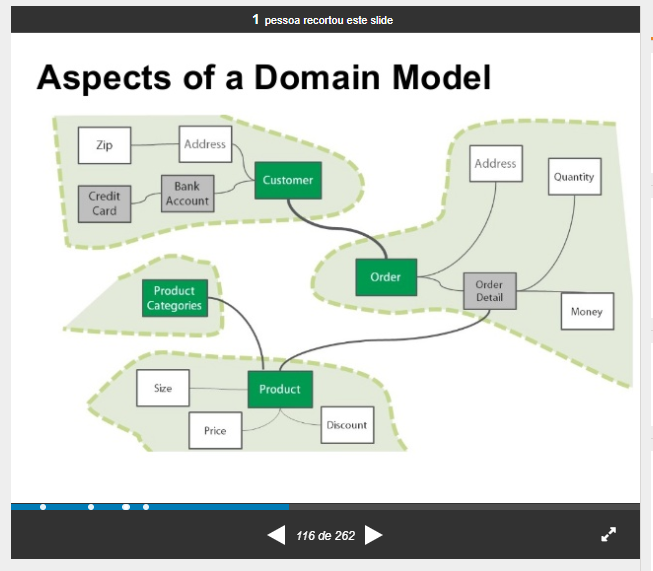 1 pessoa recortou este slide
Aspects of a Domain Model
Zip
Address
Customer
Credit
Card
Bank
Account
Address
Quantity
Order
Order
Detail
Money
Product
Categories
Size
Product
Price
Discount
116 de 262